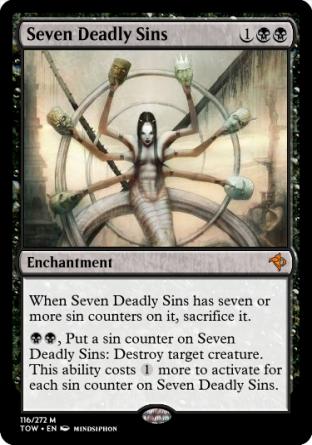 Seven Deadly Sins 1
Enchantment
When Seven Deadly Sins has seven or
more sin counters on it, sacrifice it.
, Put a sin counter on Seven
Deadly Sins: Destroy target creature.
This ability costs 1 more to activate for
each sin counter on Seven Deadly Sins.
116/272 M
TOW • EN MINDSIPHON